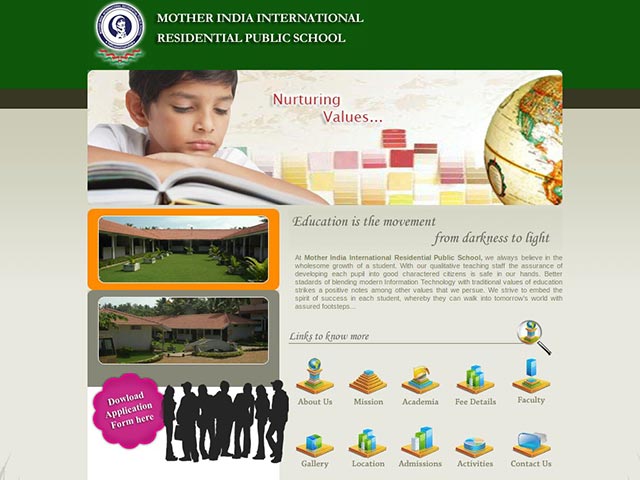 MOTHER INDIA INTERNATIONAL
RESIDENTIAL PUBLIC SCHOOL
Nurturing
Values...
Education is the movement
from darkness to light
At Mother India International Residential Public School, we always believe in the
wholesome growth of a student. With our qualitative teaching staff the assurance of
developing each pupil into good charactered citizens is safe in our hands. Better
stadards of blending modern Information Technology with traditional values of education
strikes a positive notes among other values that we persue. We strive to embed the
spirit of success in each student, whereby they can walk into tomorrow's world with
assured footsteps...
Links to know more
About Us
Mission
Academia
Fee Details
Faculty
Dowload
Application
Form here
Gallery
Location
Admissions
Activities
Contact Us